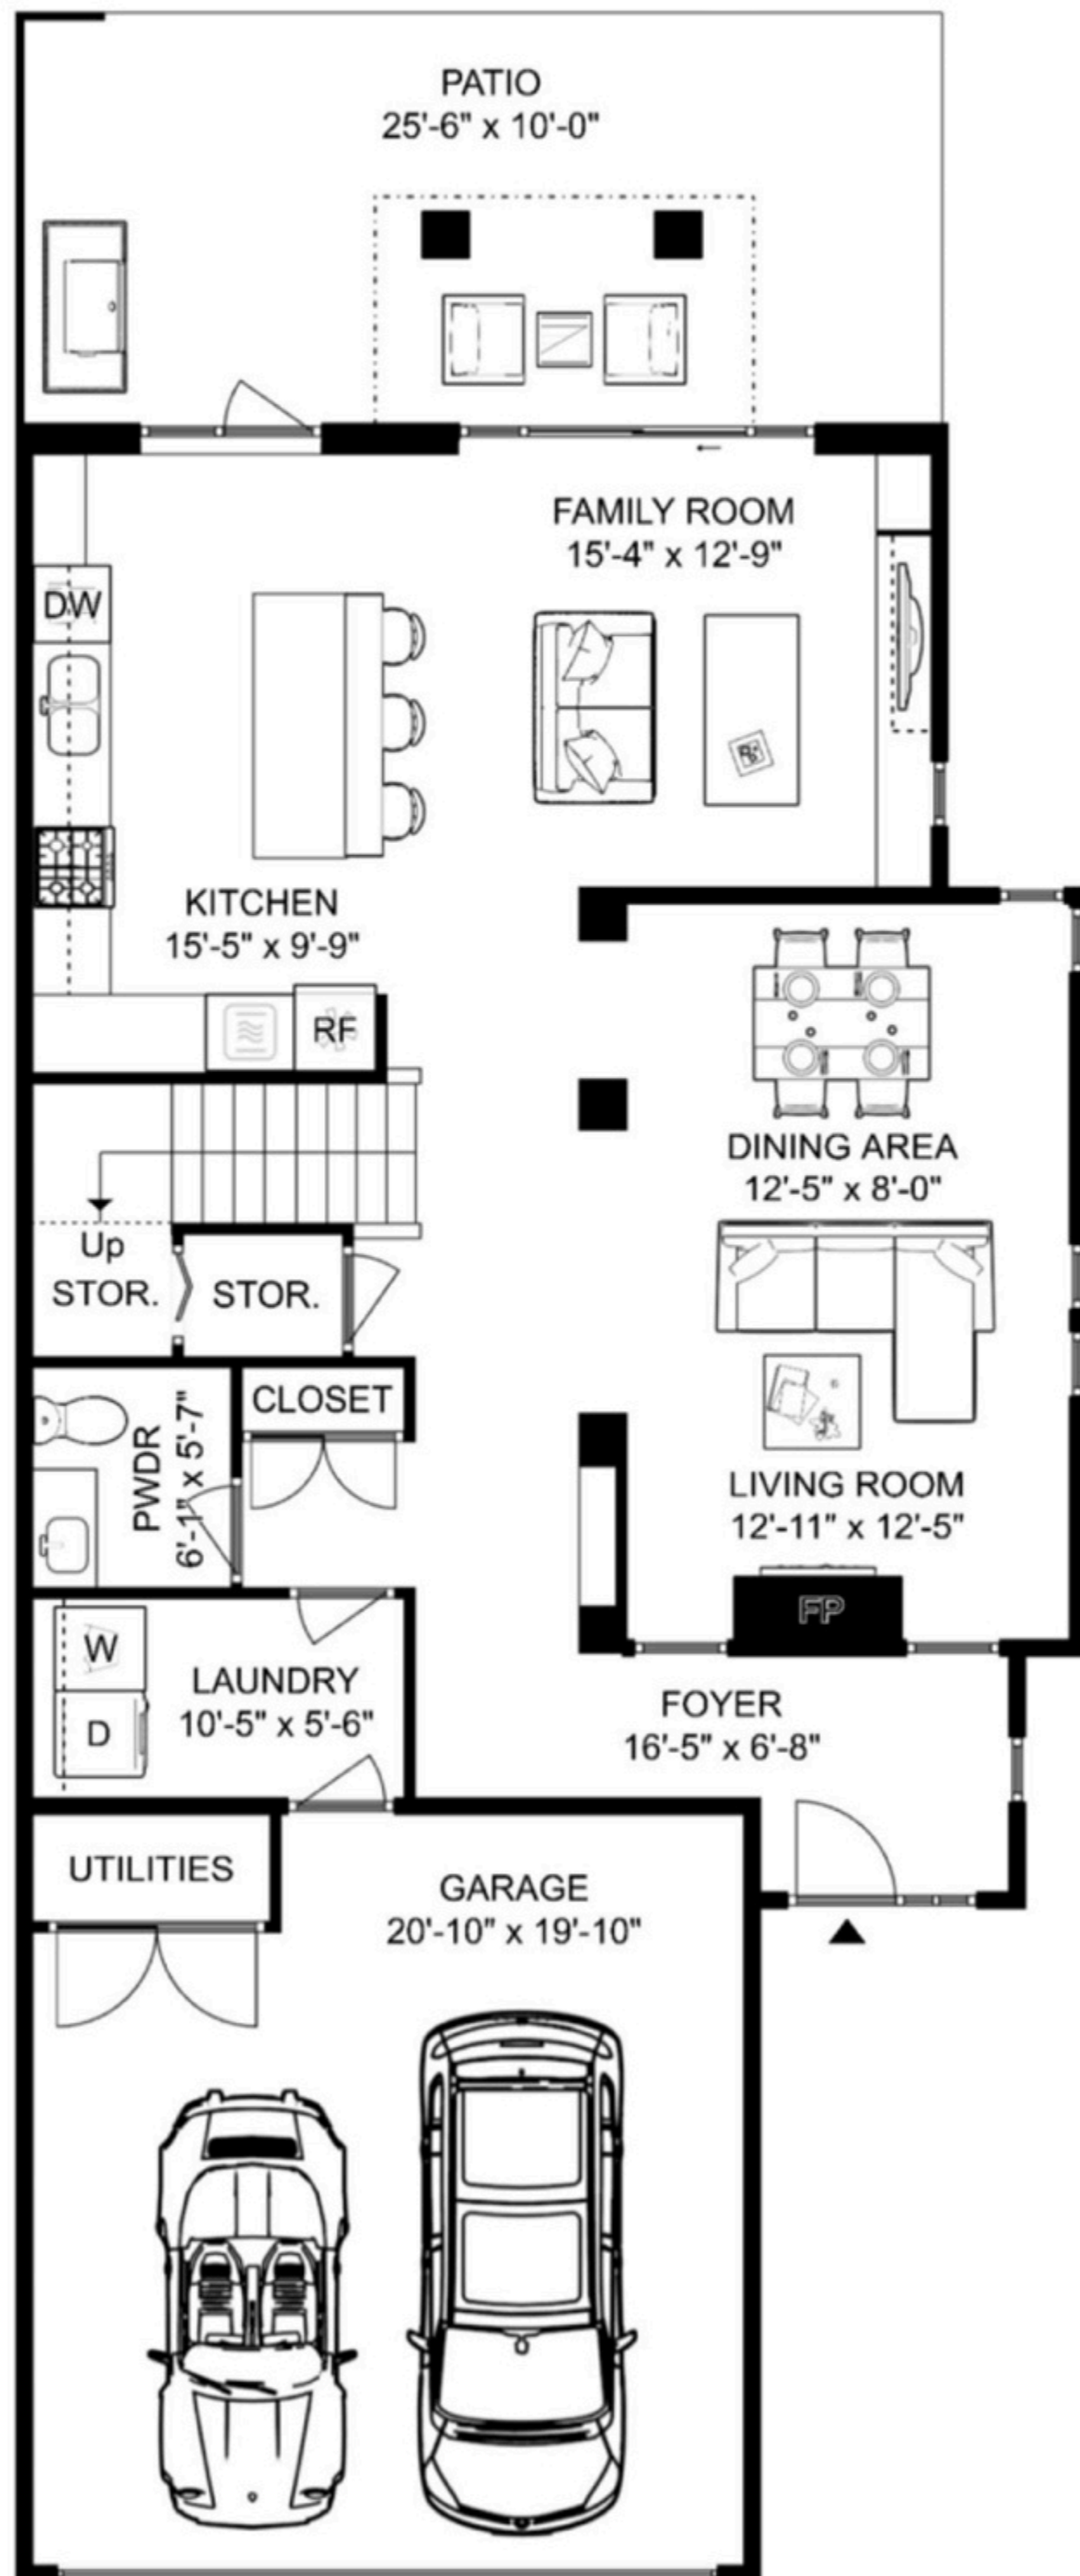 PATIO
25'-6" x 10'-0"
FAMILY ROOM
15'-4" x 12'-9"
DW
KITCHEN
15'-5" x 9'-9"
RF
DINING AREA
12'-5" x 8'-0"
Up
STOR.
STOR.
CLOSET
PWDR
6'-1" x 5'-7"
LIVING ROOM
12'-11" x 12'-5"
FP
W
D
LAUNDRY
10'-5" x 5'-6"
FOYER
16'-5" x 6'-8"
UTILITIES
GARAGE
20'-10" x 19'-10"